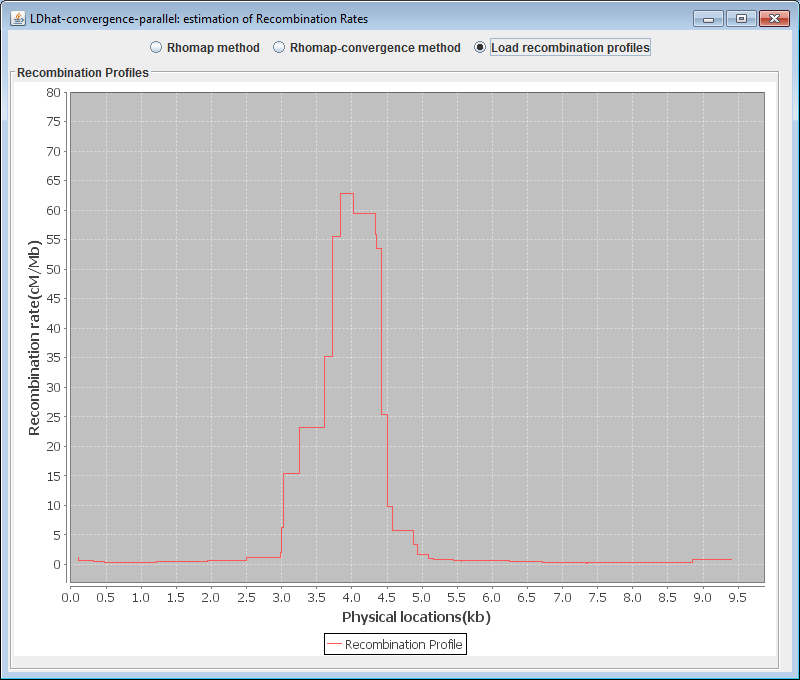 LDhat-convergence-parallel: estimation of Recombination Rates
Rhomap method Rhomap-convergence method Load recombination profiles
Recombination Profiles
80
75
70
65
60
55
50
45
40
35
30
25
20
15
10
5
0
Recombination rate(cM/Mb)
0.0 0.5 1.0 1.5 2.0 2.5 3.0 3.5 4.0 4.5 5.0 5.5 6.0 6.5 7.0 7.5 8.0 8.5 9.0 9.5
Physical locations(kb)
Recombination Profile